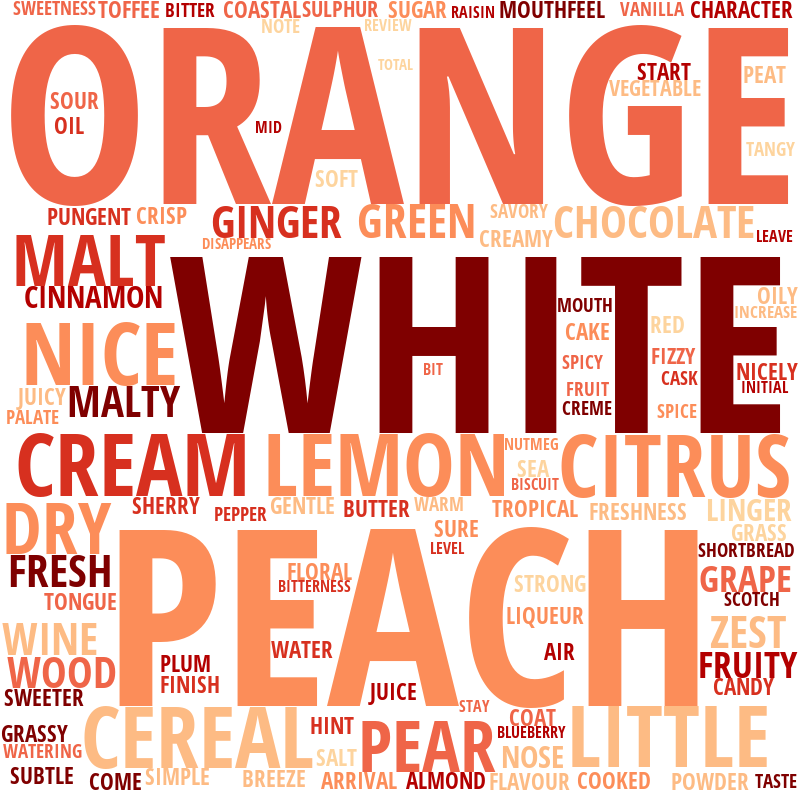 SWEETNESS TOFFEE BITTER COASTAL SULPHUR SUGAR RAISIN MOUTHFEEL VANILLA CHARACTER
NOTE REVIEW
ORANGE
TOTAL START PEAT
VEGETABLE
SOUR
OIL MID TANGY
SOFT
PUNGENT CRISP GINGER GREEN SAVORY CHOCOLATE
DISAPPEARS CREAMY LEAVE
MALT
WHITE
CINNAMON MOUTH OILY
INCREASE
NICE CAKE RED
BIT SPICY FIZZY
CASK NICELY
JUICY MALTY FRUIT INITIAL
PALATE CREME SPICE
CREAM LEMON NUTMEG CITRUS
SEA
BISCUIT
DRY SHERRY PEPPER GENTLE BUTTER WARM TROPICAL FRESHNESS LINGER
SURE GRASS
PEACH
LEVEL SHORTBREAD
FRESH FLORAL STRONG GRAPE
BITTERNESS
TONGUE LIQUEUR SCOTCH
WINE WATER AIR ZEST
WOOD PLUM FRUITY
FINISH JUICE CANDY
SWEETER
CEREAL STAY LITTLE
GRASSY HINT PEAR COAT
WATERING BLUEBERRY
SALT NOSE
SUBTLE COME SIMPLE BREEZE ARRIVAL ALMOND FLAVOUR COOKED POWDER TASTE